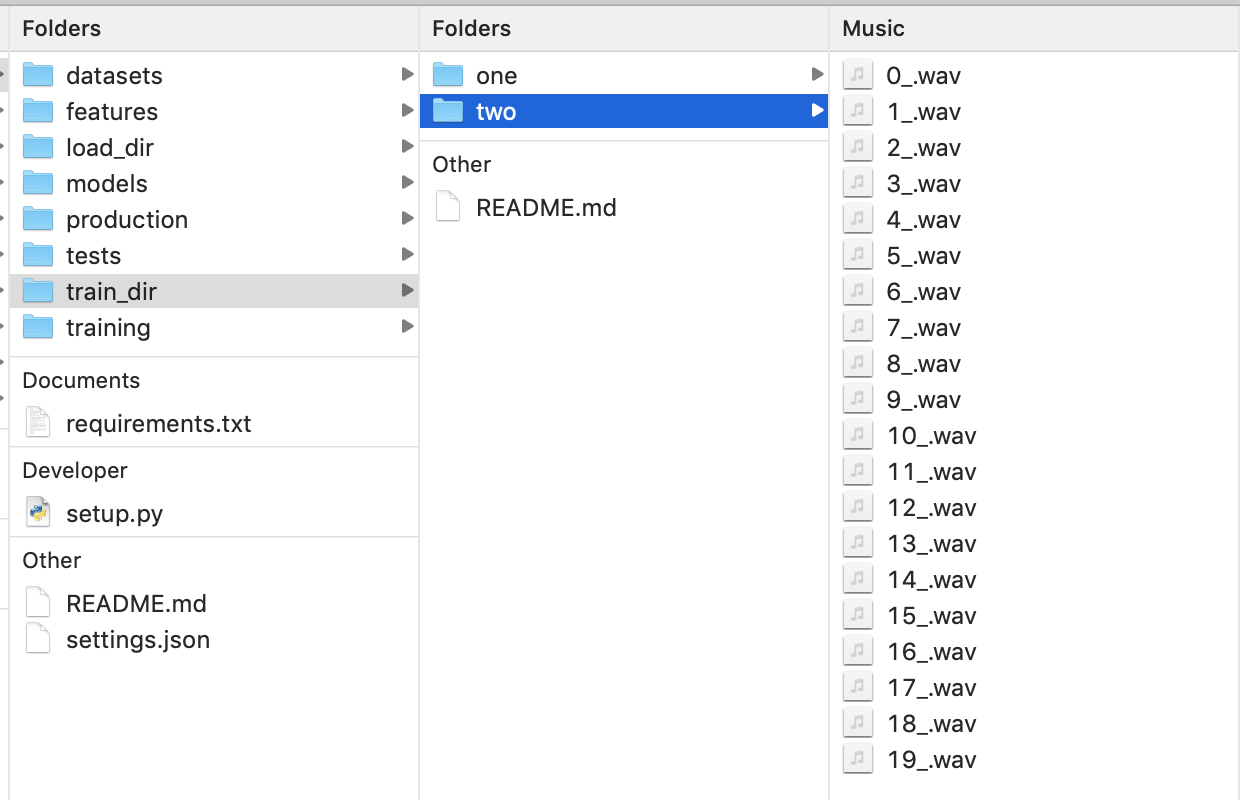 Folders
datasets
features
load_dir
models
production
tests
train_dir
training
Documents
requirements.txt
Developer
setup.py
Other
README.md
settings.json
Folders
one
two
Other
README.md
Music
0_.wav
1_.wav
2_.wav
3_.wav
4_.wav
5_.wav
6_.wav
7_.wav
8_.wav
9_.wav
10_.wav
11_.wav
12_.wav
13_.wav
14_.wav
15_.wav
16_.wav
17_.wav
18_.wav
19_.wav